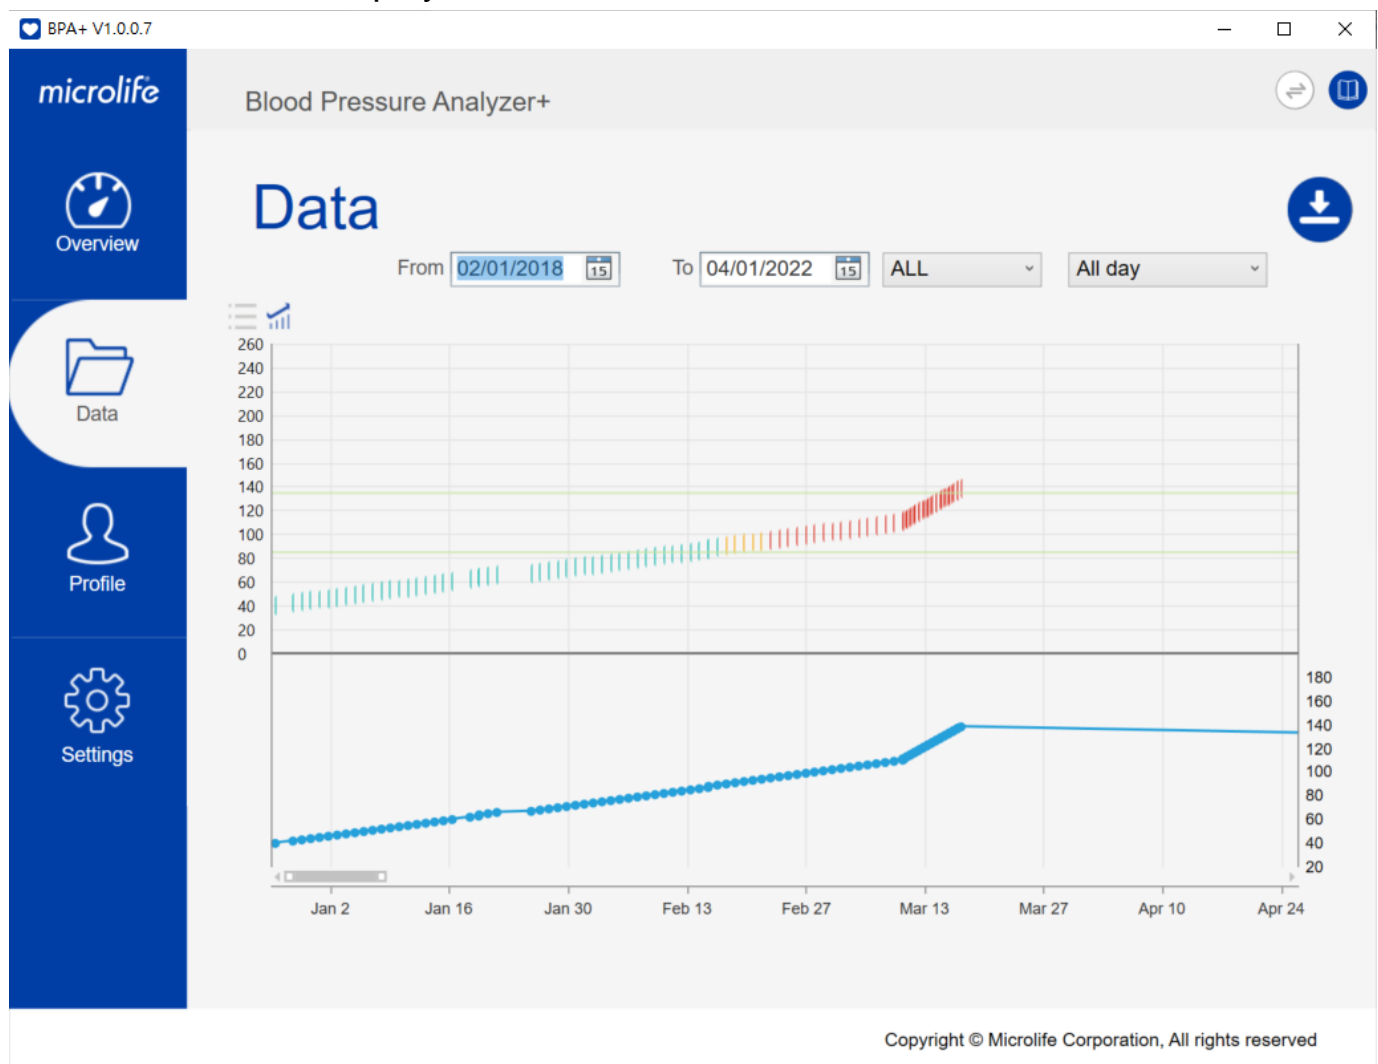 BPA+ V1.0.0.7
microlife
Blood Pressure Analyzer+
Overview
Data
Profile
Settings
Data
From 02/01/2018 15 To 04/01/2022 15 ALL All day
260
240
220
200
180
160
140
120
100
80
60
40
20
0
180
160
140
120
100
80
60
40
20
Jan 2 Jan 16 Jan 30 Feb 13 Feb 27 Mar 13 Mar 27 Apr 10 Apr 24
Copyright © Microlife Corporation, All rights reserved